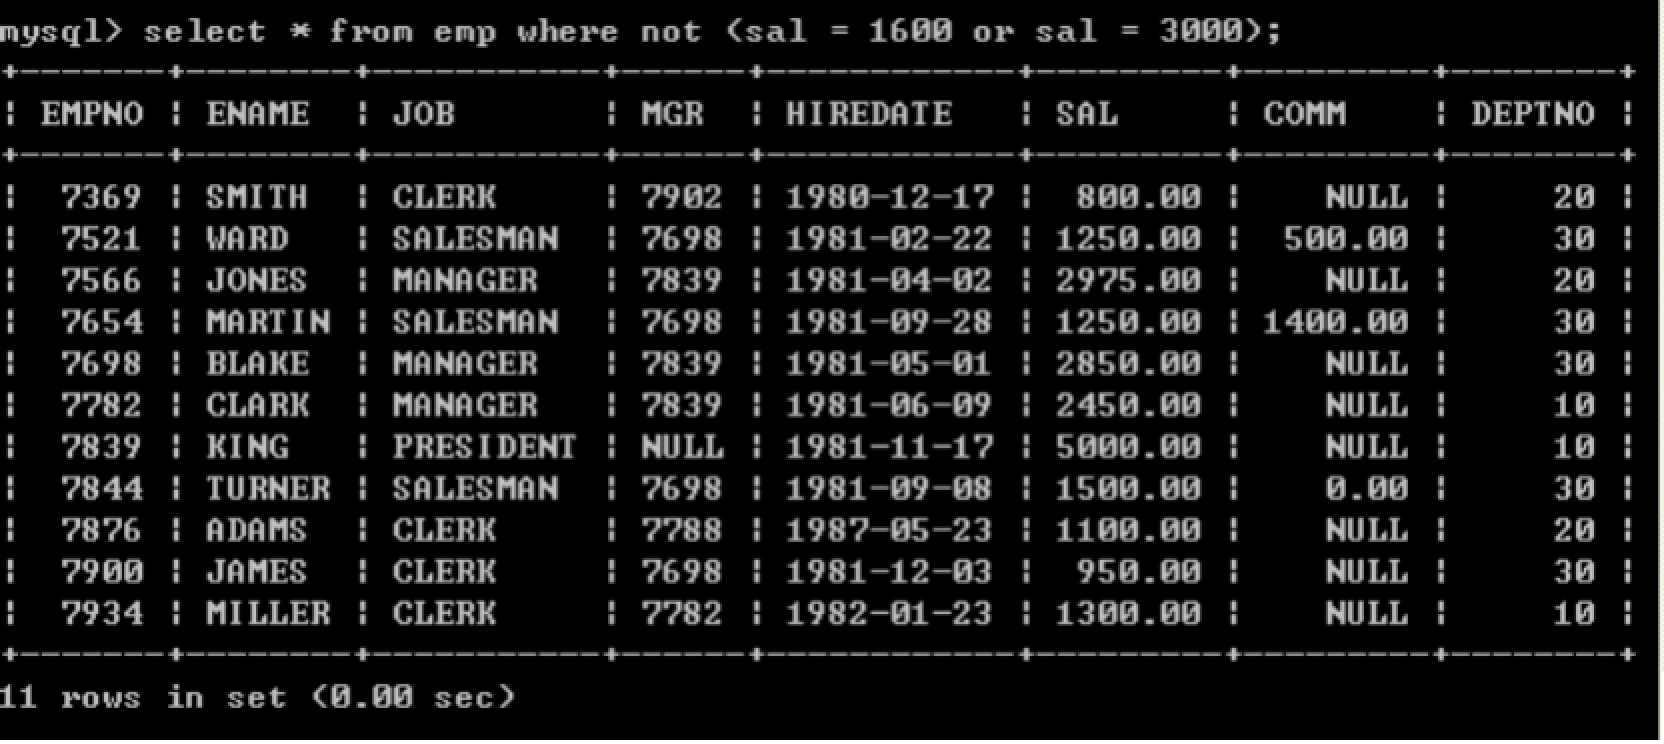 mysql> select * from emp where not (sal = 1600 or sal = 3000);
+-------+--------+-----------+------+------------+---------+---------+--------+
| EMPNO | ENAME  | JOB       | MGR  | HIREDATE   | SAL     | COMM    | DEPTNO |
+-------+--------+-----------+------+------------+---------+---------+--------+
|  7369 | SMITH  | CLERK     | 7902 | 1980-12-17 |  800.00 |    NULL |     20 |
|  7521 | WARD   | SALESMAN  | 7698 | 1981-02-22 | 1250.00 |  500.00 |     30 |
|  7566 | JONES  | MANAGER   | 7839 | 1981-04-02 | 2975.00 |    NULL |     20 |
|  7654 | MARTIN | SALESMAN  | 7698 | 1981-09-28 | 1250.00 | 1400.00 |     30 |
|  7698 | BLAKE  | MANAGER   | 7839 | 1981-05-01 | 2850.00 |    NULL |     30 |
|  7782 | CLARK  | MANAGER   | 7839 | 1981-06-09 | 2450.00 |    NULL |     10 |
|  7839 | KING   | PRESIDENT | NULL | 1981-11-17 | 5000.00 |    NULL |     10 |
|  7844 | TURNER | SALESMAN  | 7698 | 1981-09-08 | 1500.00 |    0.00 |     30 |
|  7876 | ADAMS  | CLERK     | 7788 | 1987-05-23 | 1100.00 |    NULL |     20 |
|  7900 | JAMES  | CLERK     | 7698 | 1981-12-03 |  950.00 |    NULL |     30 |
|  7934 | MILLER | CLERK     | 7782 | 1982-01-23 | 1300.00 |    NULL |     10 |
+-------+--------+-----------+------+------------+---------+---------+--------+
11 rows in set (0.00 sec)